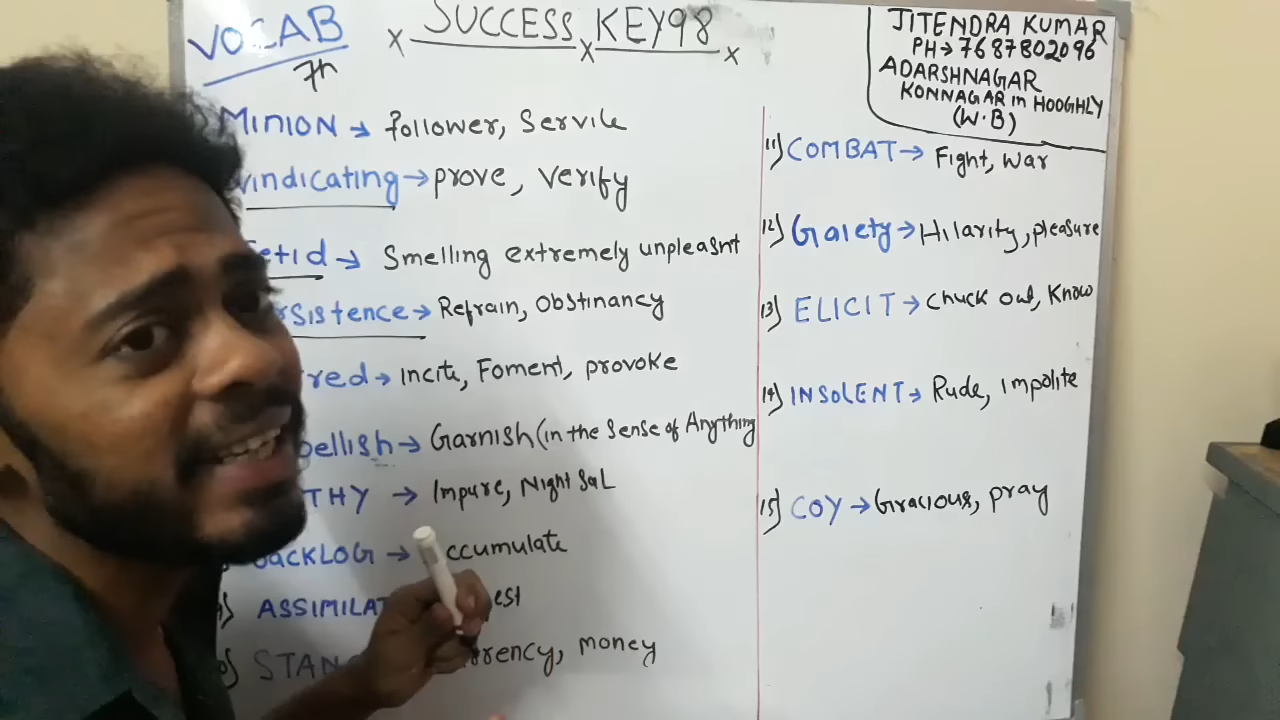 VOCAB
7th
SUCCESS KEY98
JITENDRA KUMAR
PH→7687802096
ADARSHNAGAR
KONNAGAR in HOOGHLY
(W.B)
MINION → follower, Servile
vindicating → prove, Verify
etid → Smelling extremely unpleasnt
sistence → Refrain, Obstinancy
red → incite, Foment, provoke
bellish → Garnish (in the Sense of Anything
THY → Impure, Night Sal
BACKLOG → ccumulate
ASSIMILAT est
STAN rrency, money
11) COMBAT → Fight, War
12) Gaiety → Hilarity, pleasure
13) ELICIT → Chuck out, Know
14) INSOLENT → Rude, Impolite
15) COY → Gracious, pray